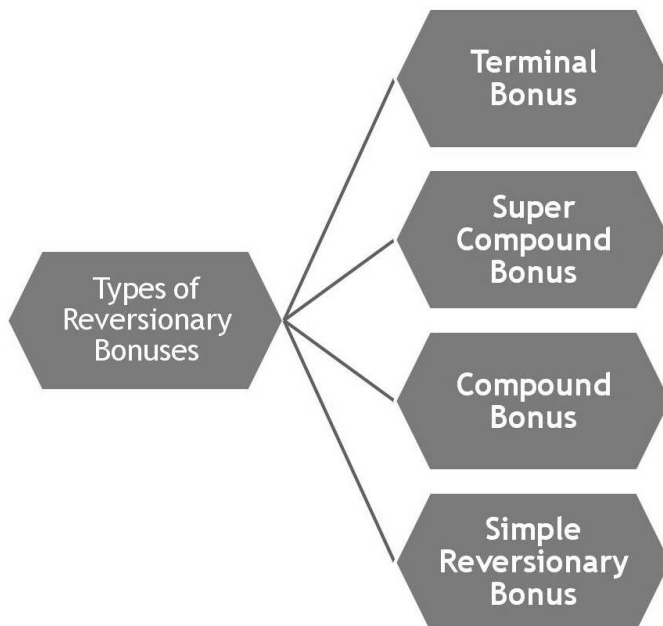 Types of
Reversionary
Bonuses
Terminal
Bonus
Super
Compound
Bonus
Compound
Bonus
Simple
Reversionary
Bonus